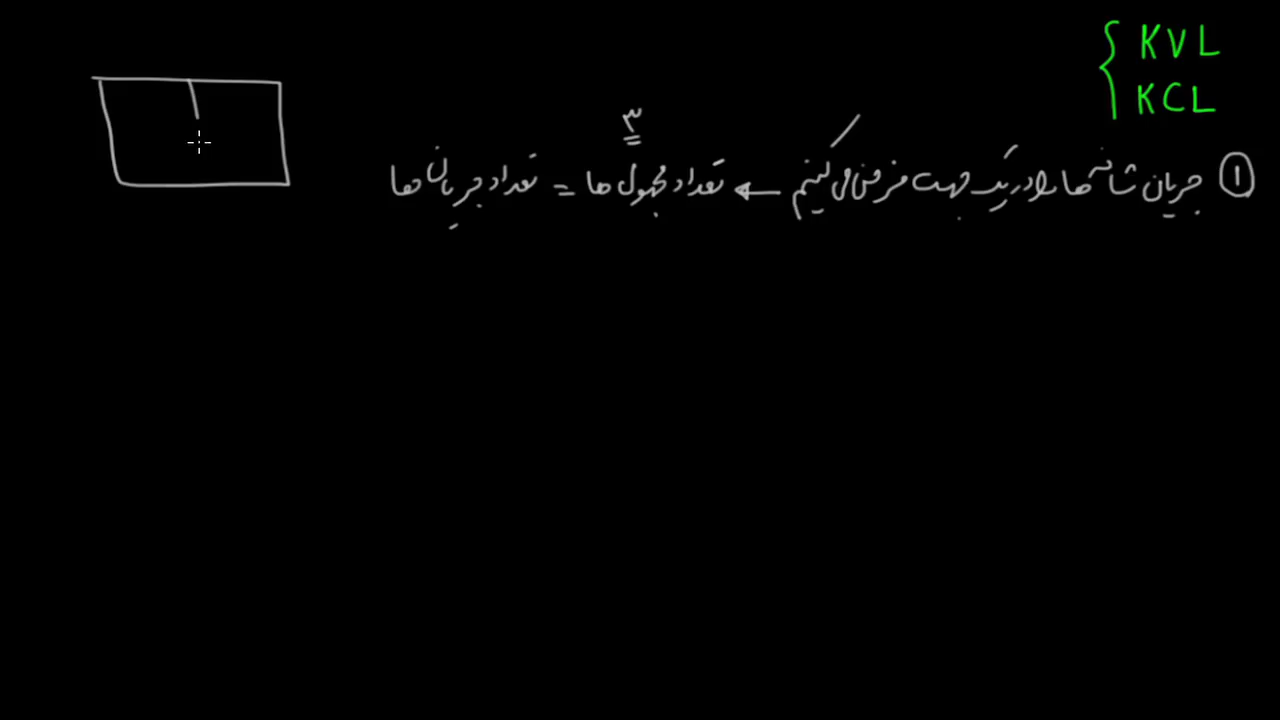 KVL
KCL
① جریان شاخه‌ها را در یک جهت فرض می‌کنیم ← تعداد مجهول‌ها = تعداد جریان‌ها
۳